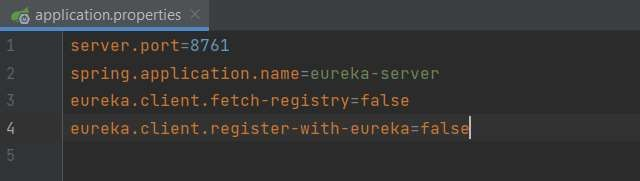 application.properties
1 server.port=8761
2 spring.application.name=eureka-server
3 eureka.client.fetch-registry=false
4 eureka.client.register-with-eureka=false
5